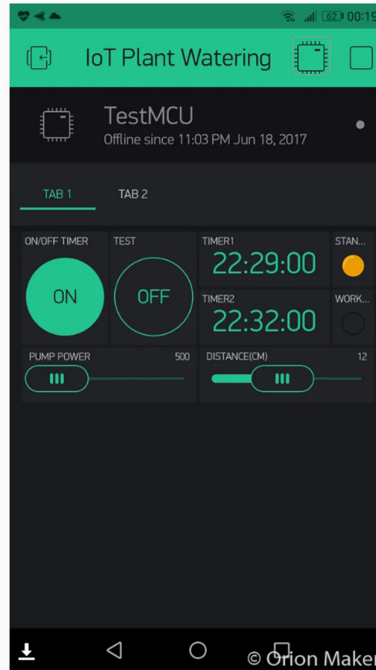 62 00:19
IoT Plant Watering
TestMCU
Offline since 11:03 PM Jun 18, 2017
TAB 1 TAB 2
ON/OFF TIMER TEST TIMER1 STAN...
22:29:00
ON OFF
TIMER2 WORK...
22:32:00
PUMP POWER 500 DISTANCE(CM) 12
© Orion Maker